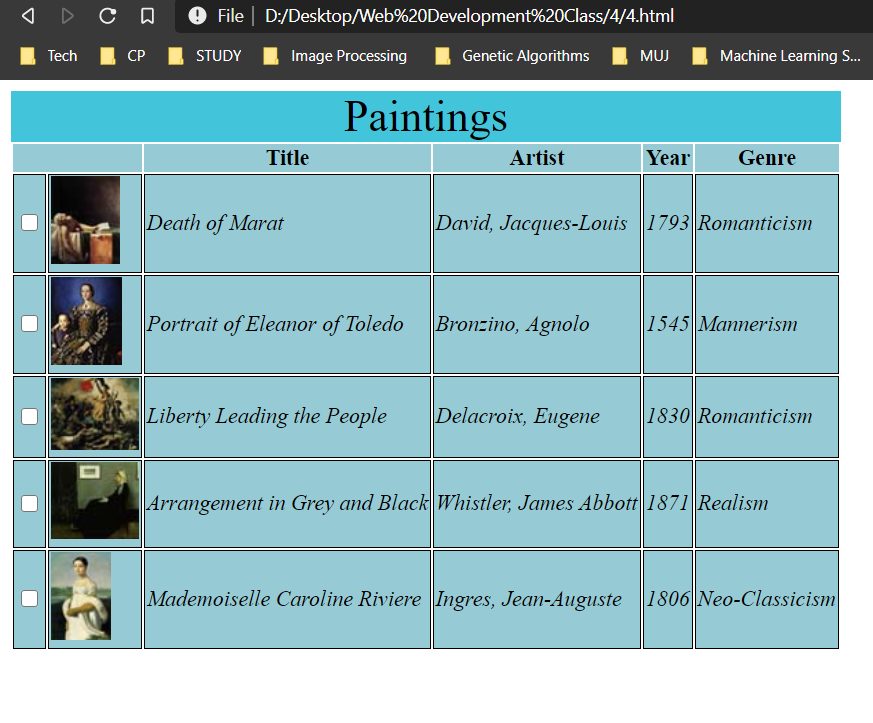 File D:/Desktop/Web%20Development%20Class/4/4.html
Tech CP STUDY Image Processing Genetic Algorithms MUJ Machine Learning S...
Paintings
Title Artist Year Genre
Death of Marat David, Jacques-Louis 1793 Romanticism
Portrait of Eleanor of Toledo Bronzino, Agnolo 1545 Mannerism
Liberty Leading the People Delacroix, Eugene 1830 Romanticism
Arrangement in Grey and Black Whistler, James Abbott 1871 Realism
Mademoiselle Caroline Riviere Ingres, Jean-Auguste 1806 Neo-Classicism